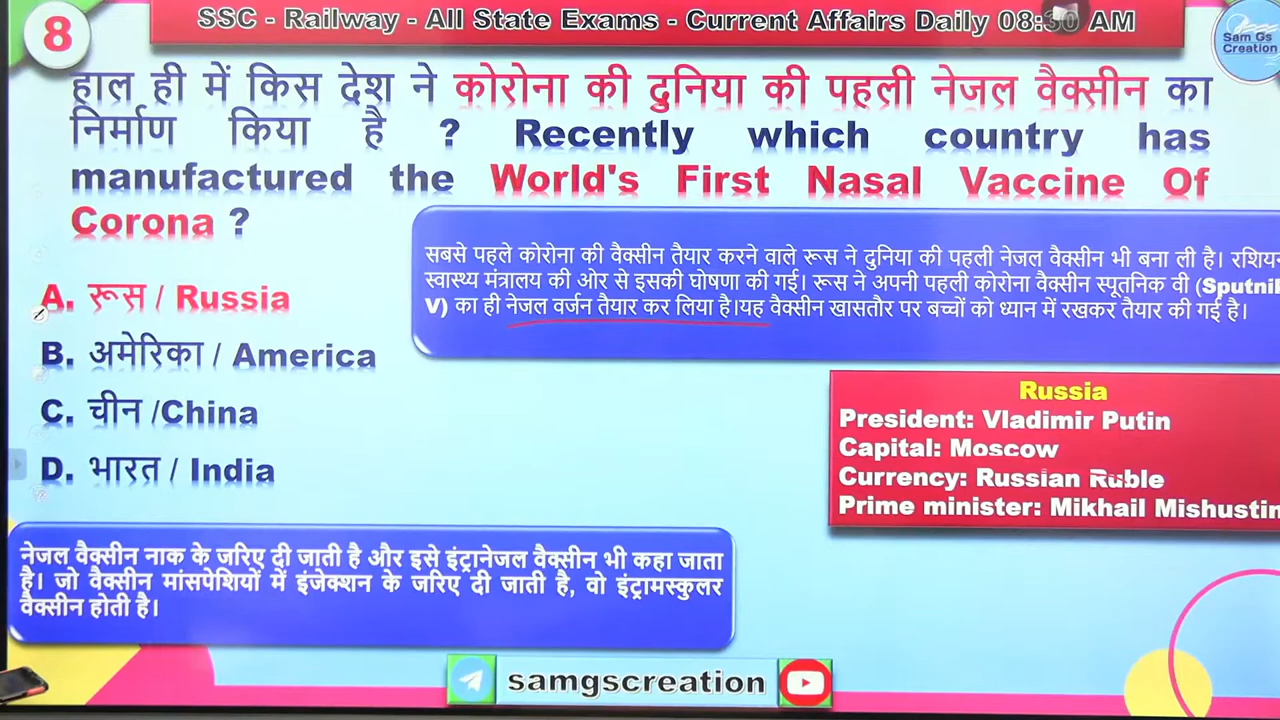 8
SSC - Railway - All State Exams - Current Affairs Daily 08:30 AM
Sam Gs
Creation
हाल ही में किस देश ने कोरोना की दुनिया की पहली नेजल वैक्सीन का
निर्माण किया है ? Recently which country has
manufactured the World's First Nasal Vaccine Of
Corona ?
सबसे पहले कोरोना की वैक्सीन तैयार करने वाले रूस ने दुनिया की पहली नेजल वैक्सीन भी बना ली है। रशियन
स्वास्थ्य मंत्रालय की ओर से इसकी घोषणा की गई। रूस ने अपनी पहली कोरोना वैक्सीन स्पूतनिक वी (Sputnik
V) का ही नेजल वर्जन तैयार कर लिया है।यह वैक्सीन खासतौर पर बच्चों को ध्यान में रखकर तैयार की गई है।
A. रूस / Russia
B. अमेरिका / America
C. चीन /China
D. भारत / India
Russia
President: Vladimir Putin
Capital: Moscow
Currency: Russian Ruble
Prime minister: Mikhail Mishustin
नेजल वैक्सीन नाक के जरिए दी जाती है और इसे इंट्रानेजल वैक्सीन भी कहा जाता
है। जो वैक्सीन मांसपेशियों में इंजेक्शन के जरिए दी जाती है, वो इंट्रामस्कुलर
वैक्सीन होती है।
samgscreation